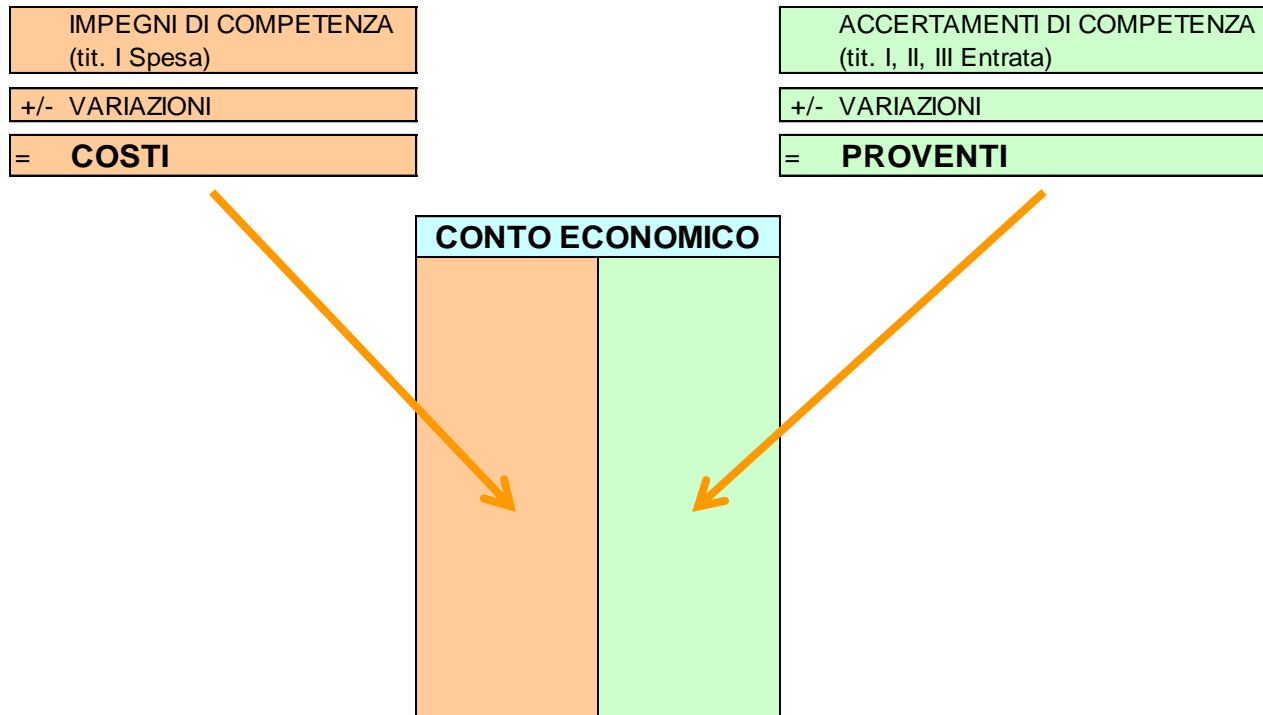 IMPEGNI DI COMPETENZA
(tit. I Spesa)
+/- VARIAZIONI
= COSTI
ACCERTAMENTI DI COMPETENZA
(tit. I, II, III Entrata)
+/- VARIAZIONI
= PROVENTI
CONTO ECONOMICO